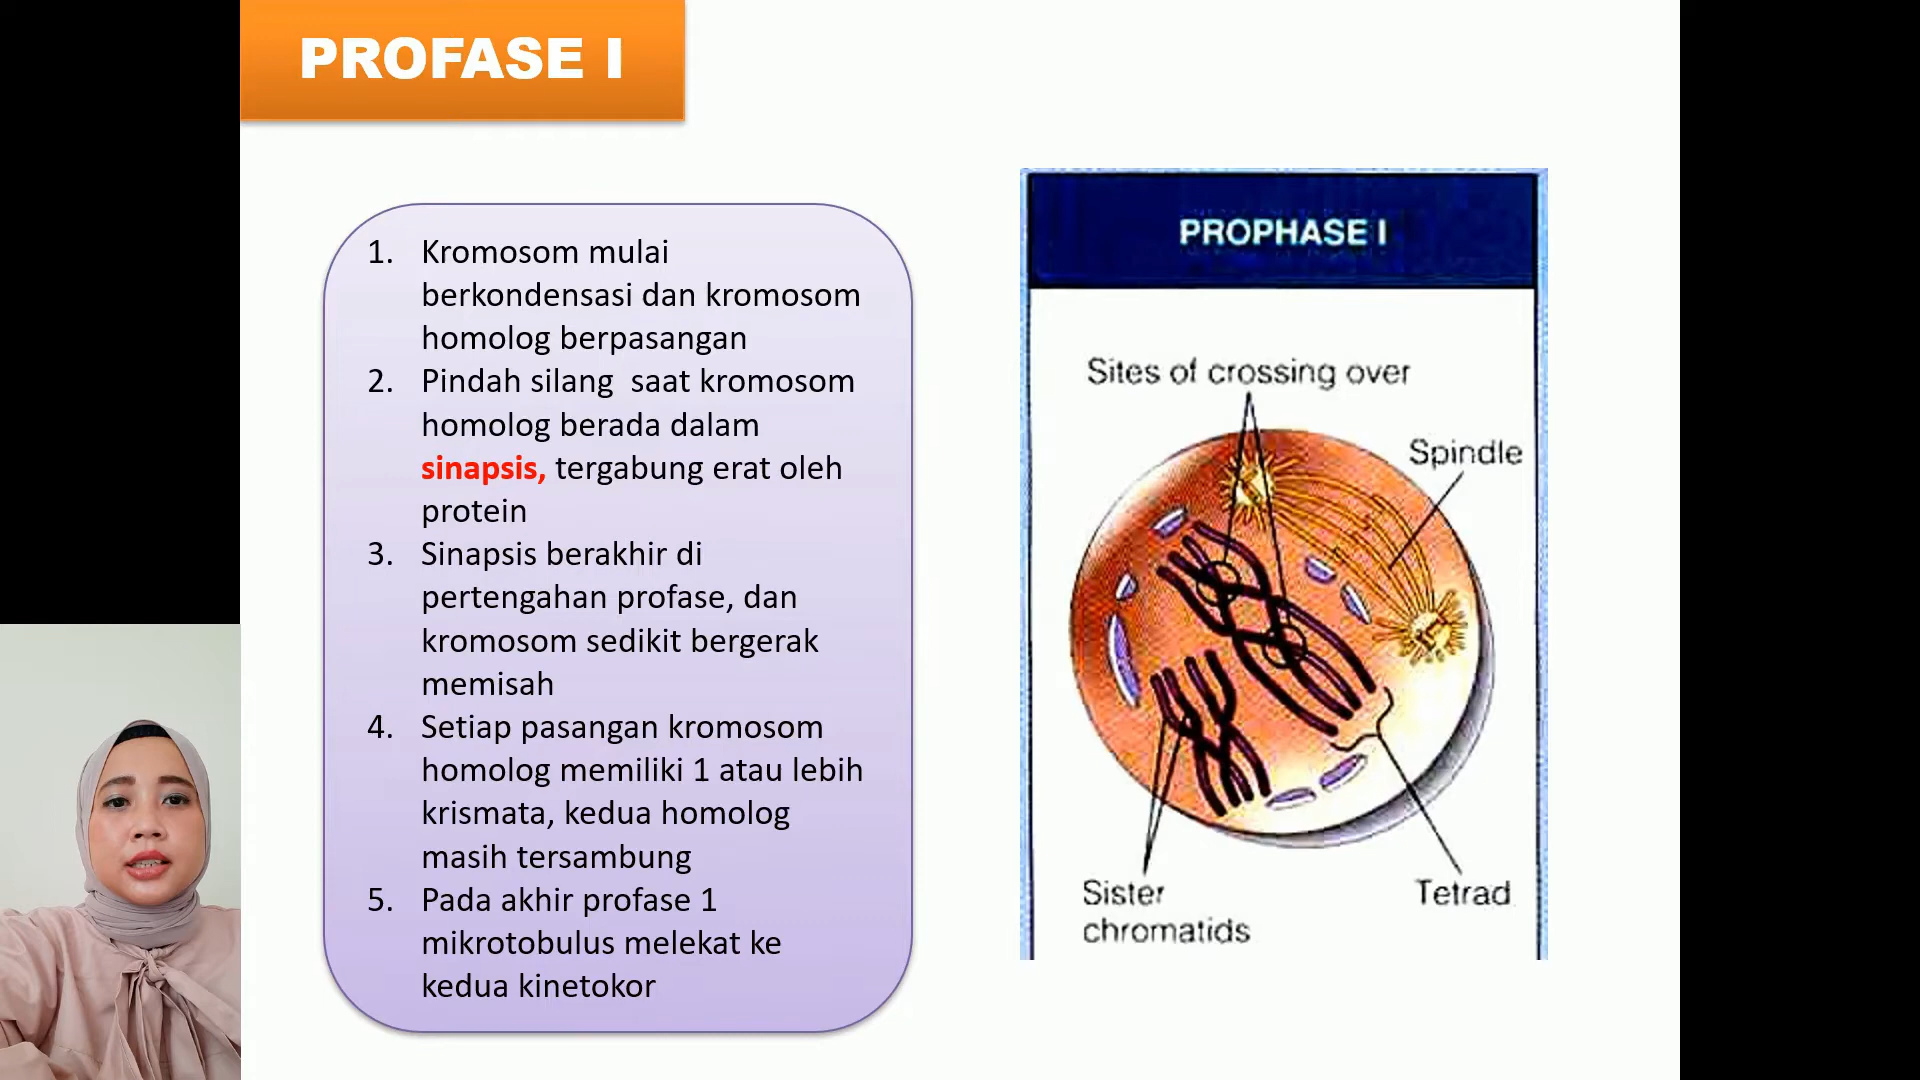 PROFASE I
1. Kromosom mulai
berkondensasi dan kromosom
homolog berpasangan
2. Pindah silang saat kromosom
homolog berada dalam
sinapsis, tergabung erat oleh
protein
3. Sinapsis berakhir di
pertengahan profase, dan
kromosom sedikit bergerak
memisah
4. Setiap pasangan kromosom
homolog memiliki 1 atau lebih
krismata, kedua homolog
masih tersambung
5. Pada akhir profase 1
mikrotobulus melekat ke
kedua kinetokor
PROPHASE I
Sites of crossing over
Spindle
Sister
chromatids
Tetrad